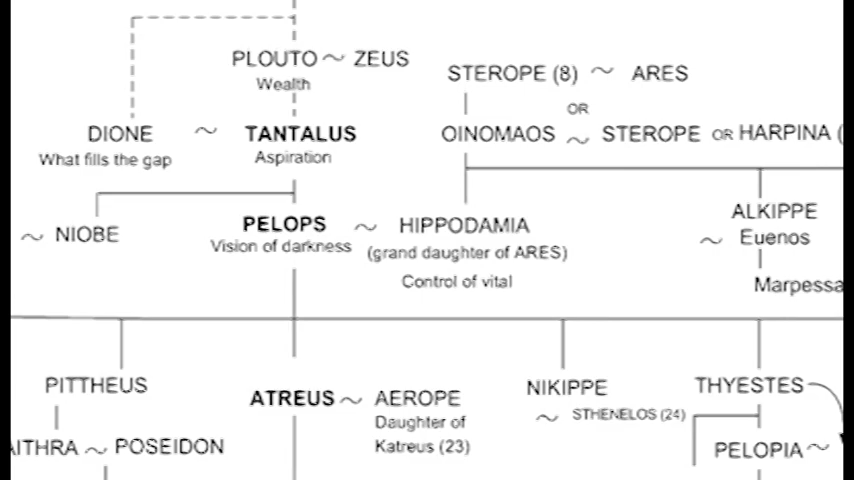 PLOUTO ~ ZEUS
Wealth
STEROPE (8) ~ ARES
OR
DIONE ~ TANTALUS
What fills the gap
Aspiration
OINOMAOS ~ STEROPE OR HARPINA (
~ NIOBE
PELOPS ~ HIPPODAMIA
Vision of darkness
(grand daughter of ARES)
Control of vital
ALKIPPE
~ Euenos
Marpessa
PITTHEUS
AITHRA ~ POSEIDON
ATREUS ~ AEROPE
Daughter of
Katreus (23)
NIKIPPE
~ STHENELOS (24)
THYESTES
PELOPIA ~